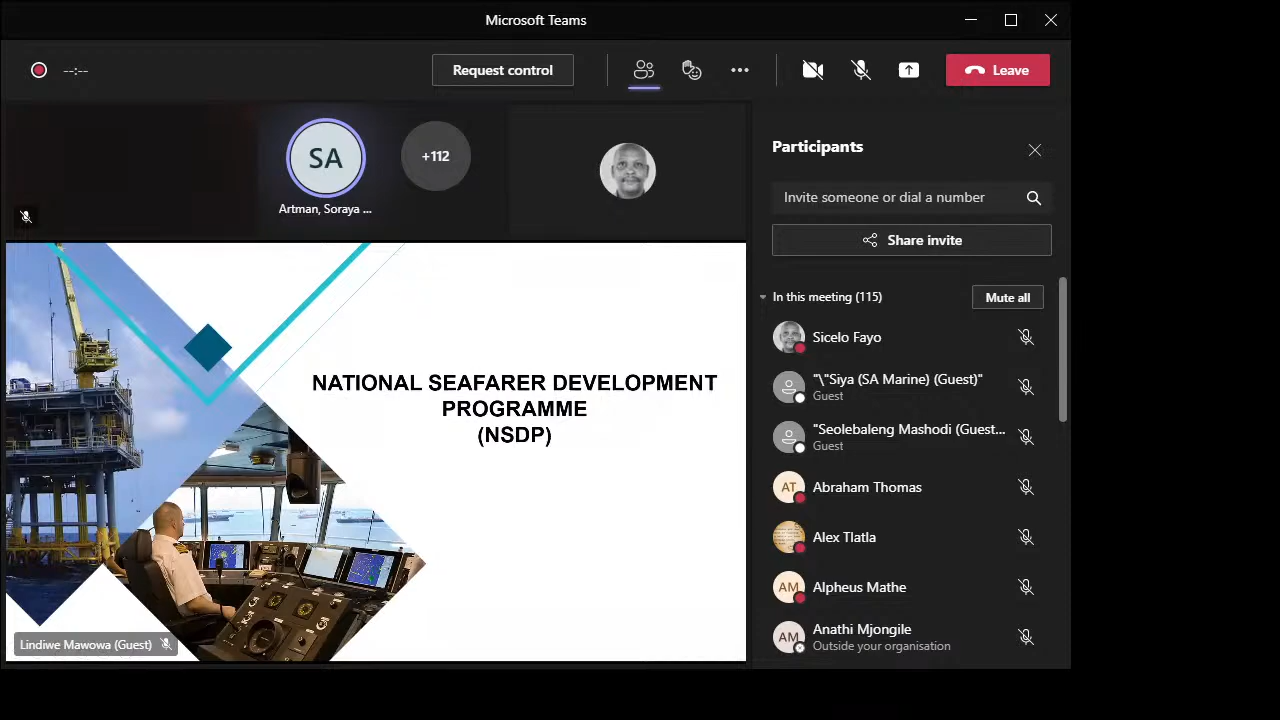 Microsoft Teams
--:--
Request control
Leave
SA
+112
Artman, Soraya ...
NATIONAL SEAFARER DEVELOPMENT
PROGRAMME
(NSDP)
Lindiwe Mawowa (Guest)
Participants
Invite someone or dial a number
Share invite
In this meeting (115)
Mute all
Sicelo Fayo
"\"Siya (SA Marine) (Guest)"
Guest
"Seolebaleng Mashodi (Guest...
Guest
AT
Abraham Thomas
Alex Tlatla
AM
Alpheus Mathe
AM
Anathi Mjongile
Outside your organisation